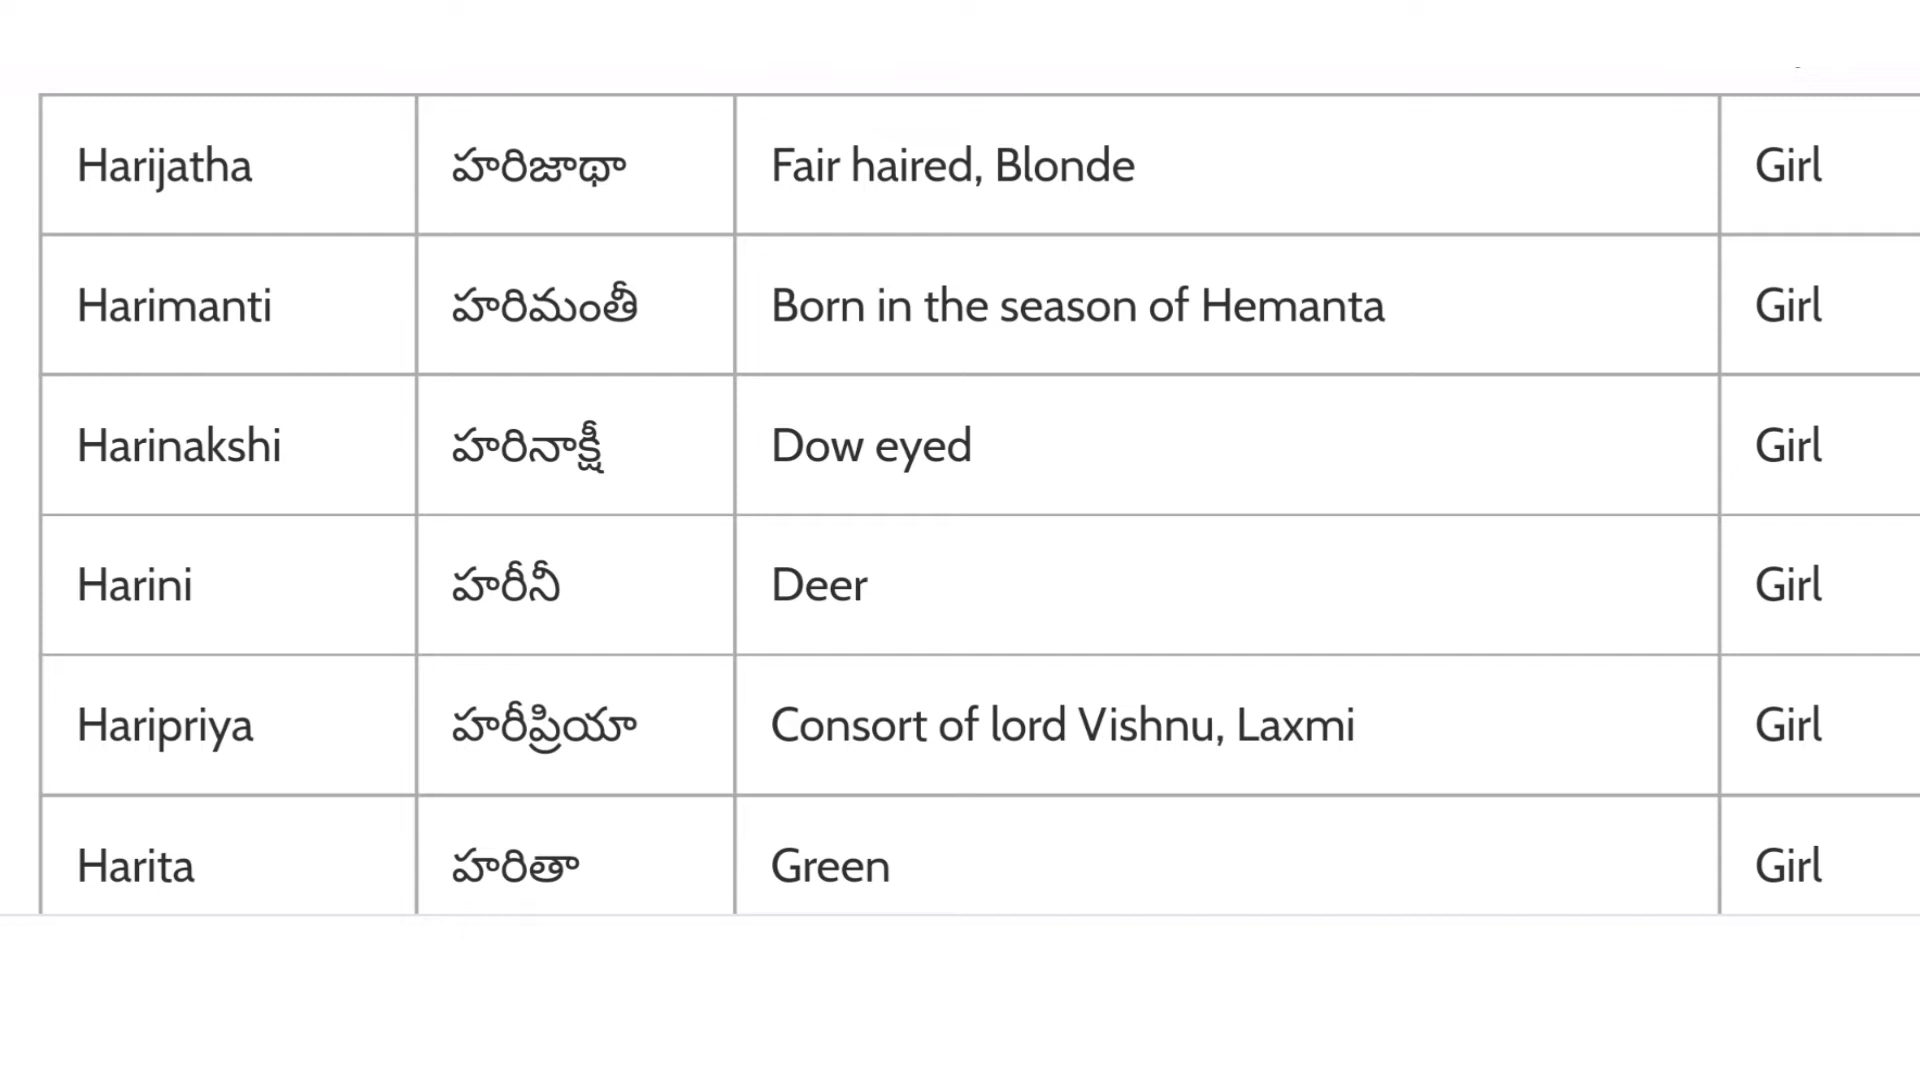 Harijatha హరిజాథా Fair haired, Blonde Girl
Harimanti హరిమంతీ Born in the season of Hemanta Girl
Harinakshi హరినాక్షీ Dow eyed Girl
Harini హరీనీ Deer Girl
Haripriya హరీప్రియా Consort of lord Vishnu, Laxmi Girl
Harita హరితా Green Girl